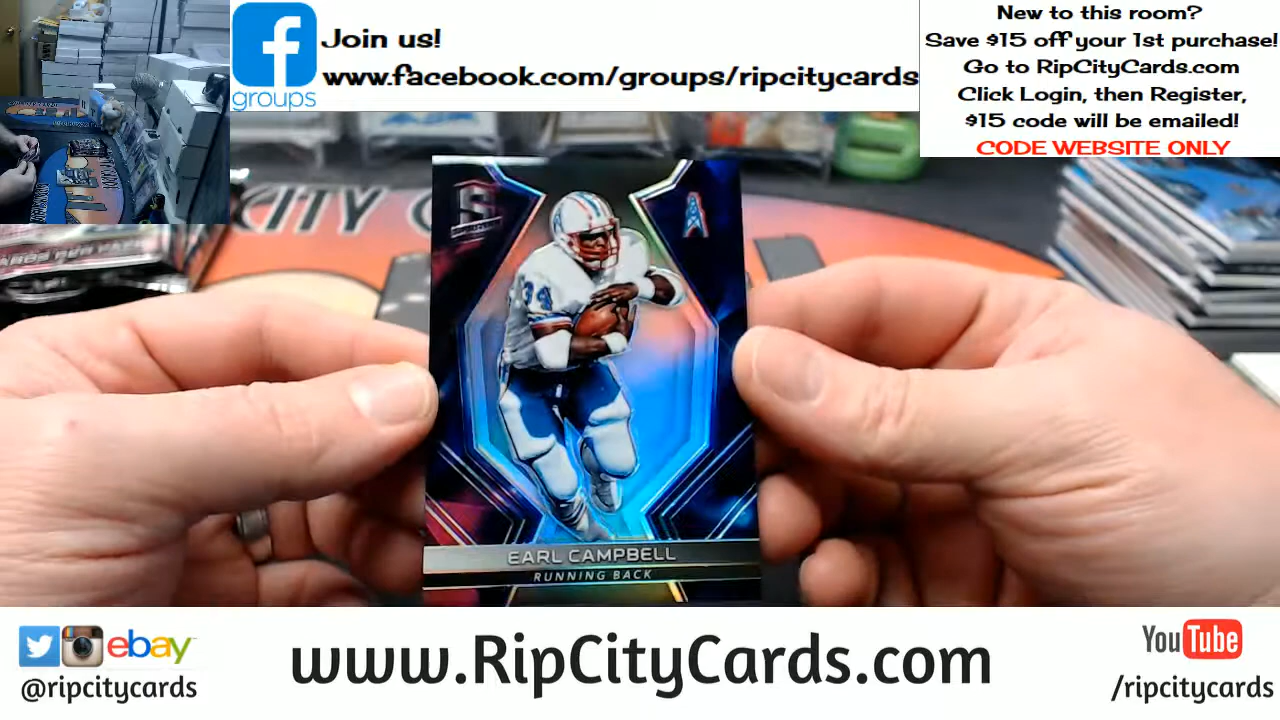 Join us!
www.facebook.com/groups/ripcitycards
groups
New to this room?
Save $15 off your 1st purchase!
Go to RipCityCards.com
Click Login, then Register,
$15 code will be emailed!
CODE WEBSITE ONLY
CITY C
S
34
EARL CAMPBELL
RUNNING BACK
ebay
@ripcitycards
www.RipCityCards.com
YouTube
/ripcitycards